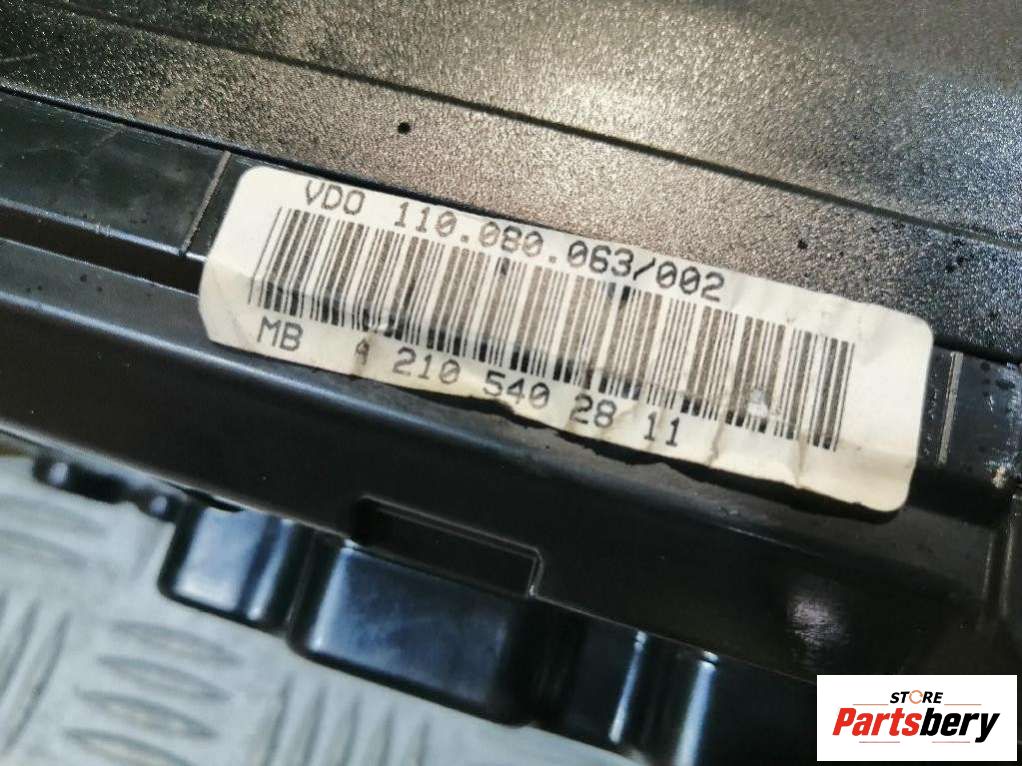 VDO 110.080.063/002
MB A 210 540 28 11
STORE
Partsbery